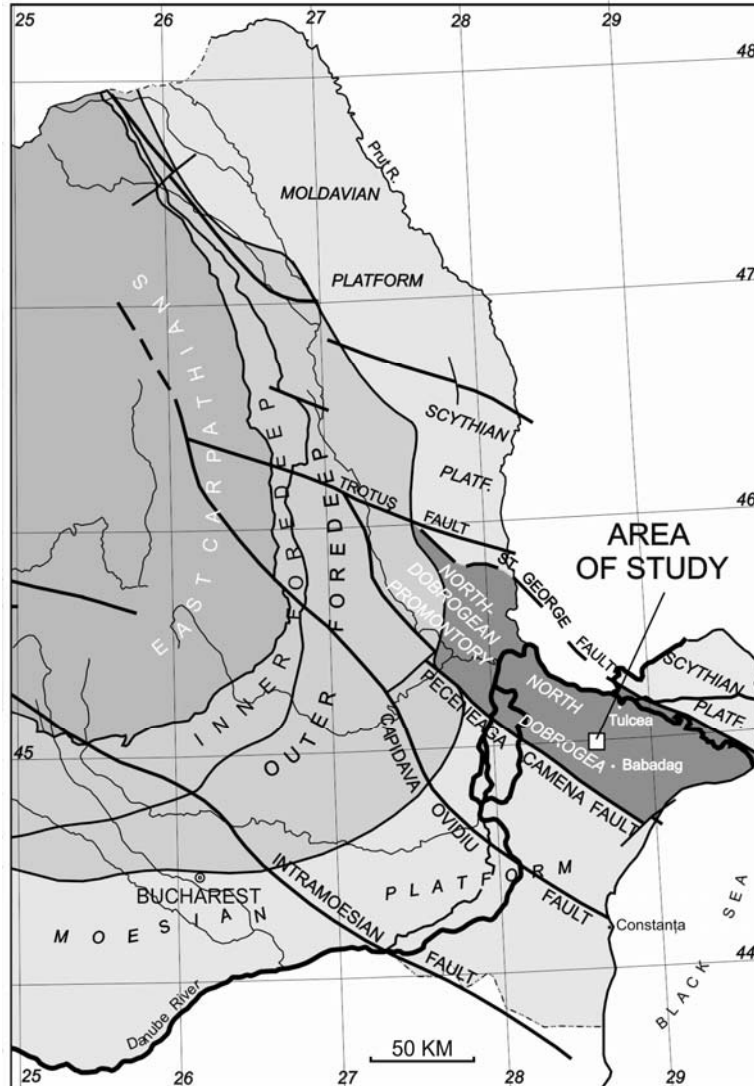 25
26
27
28
29
48
Prut R.
MOLDAVIAN
PLATFORM
47
EAST CARPATHIANS
SCYTHIAN
PLATF.
INNER FOREDEEP
OUTER FOREDEEP
TROTUS FAULT
46
AREA
OF STUDY
ST. GEORGE FAULT
NORTH-
DOBROGEAN
PROMONTORY
SCYTHIAN
PLATF.
NORTH
DOBROGEA
Tulcea
Babadag
PECENEAGA CAMENA FAULT
45
CAPIDAVA OVIDIU FAULT
BUCHAREST
INTRAMOESIAN FAULT
MOESIAN PLATFORM
Constanţa
BLACK SEA
44
Danube River
50 KM
25
26
27
28
29